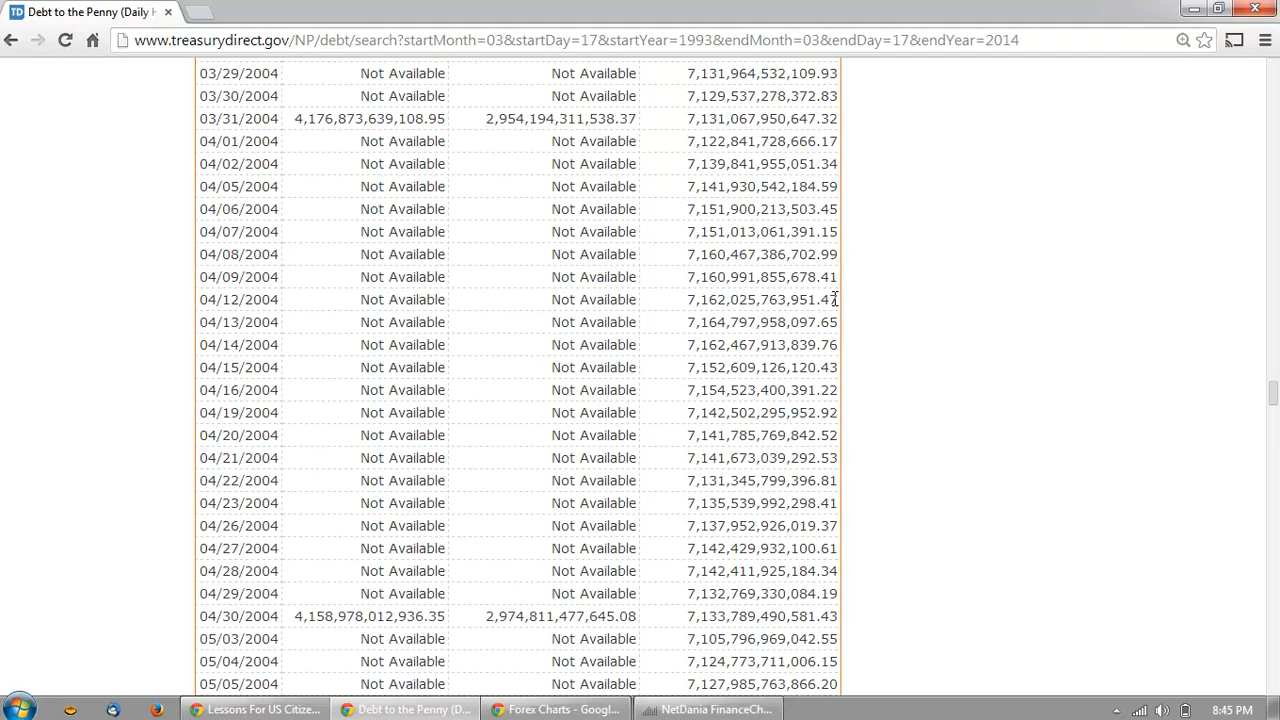 Debt to the Penny (Daily H
www.treasurydirect.gov/NP/debt/search?startMonth=03&startDay=17&startYear=1993&endMonth=03&endDay=17&endYear=2014
03/29/2004 Not Available Not Available 7,131,964,532,109.93
03/30/2004 Not Available Not Available 7,129,537,278,372.83
03/31/2004 4,176,873,639,108.95 2,954,194,311,538.37 7,131,067,950,647.32
04/01/2004 Not Available Not Available 7,122,841,728,666.17
04/02/2004 Not Available Not Available 7,139,841,955,051.34
04/05/2004 Not Available Not Available 7,141,930,542,184.59
04/06/2004 Not Available Not Available 7,151,900,213,503.45
04/07/2004 Not Available Not Available 7,151,013,061,391.15
04/08/2004 Not Available Not Available 7,160,467,386,702.99
04/09/2004 Not Available Not Available 7,160,991,855,678.41
04/12/2004 Not Available Not Available 7,162,025,763,951.47
04/13/2004 Not Available Not Available 7,164,797,958,097.65
04/14/2004 Not Available Not Available 7,162,467,913,839.76
04/15/2004 Not Available Not Available 7,152,609,126,120.43
04/16/2004 Not Available Not Available 7,154,523,400,391.22
04/19/2004 Not Available Not Available 7,142,502,295,952.92
04/20/2004 Not Available Not Available 7,141,785,769,842.52
04/21/2004 Not Available Not Available 7,141,673,039,292.53
04/22/2004 Not Available Not Available 7,131,345,799,396.81
04/23/2004 Not Available Not Available 7,135,539,992,298.41
04/26/2004 Not Available Not Available 7,137,952,926,019.37
04/27/2004 Not Available Not Available 7,142,429,932,100.61
04/28/2004 Not Available Not Available 7,142,411,925,184.34
04/29/2004 Not Available Not Available 7,132,769,330,084.19
04/30/2004 4,158,978,012,936.35 2,974,811,477,645.08 7,133,789,490,581.43
05/03/2004 Not Available Not Available 7,105,796,969,042.55
05/04/2004 Not Available Not Available 7,124,773,711,006.15
05/05/2004 Not Available Not Available 7,127,985,763,866.20
Lessons For US Citize... Debt to the Penny (D... Forex Charts - Googl... NetDania FinanceCh... 8:45 PM